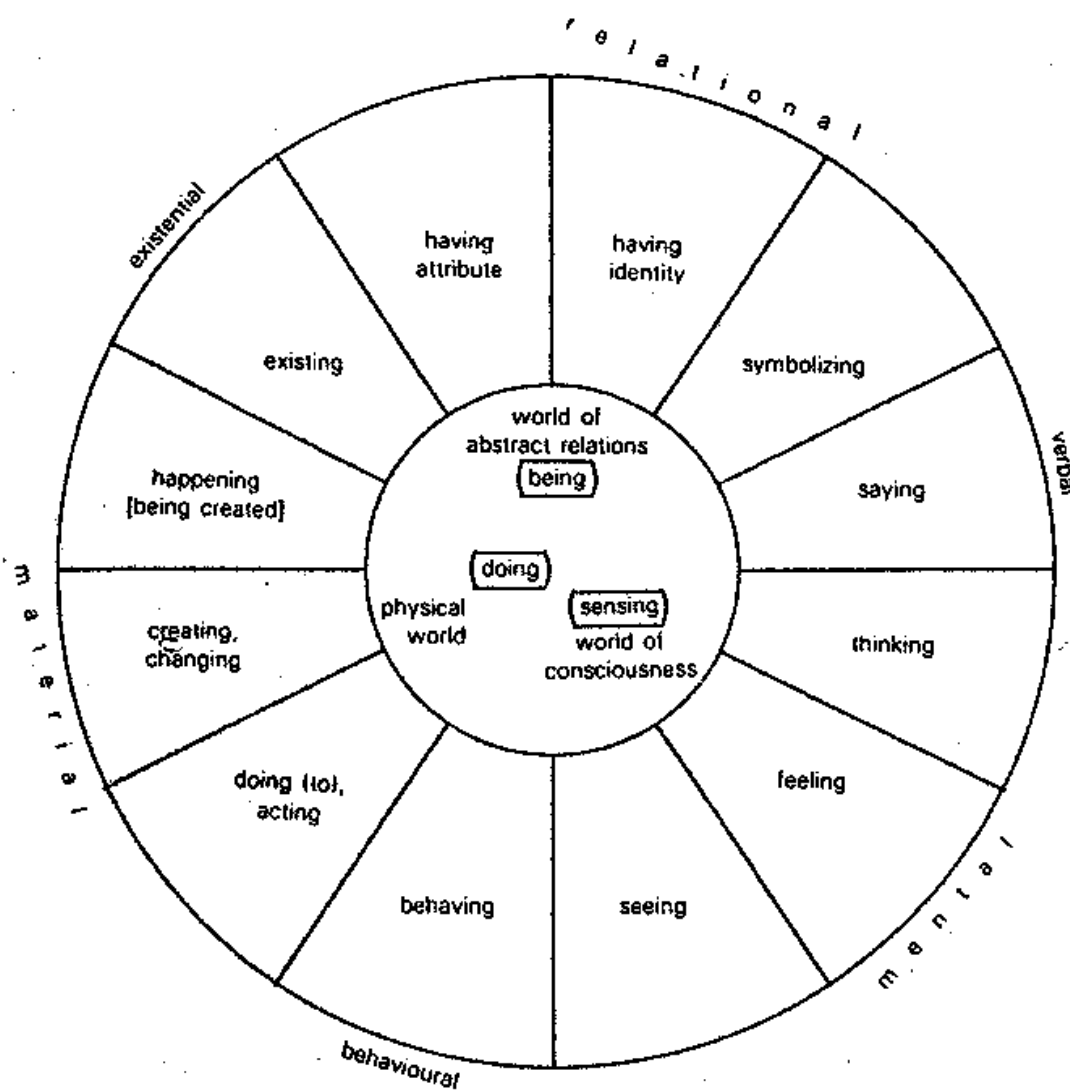 relational
existential
having
attribute
having
identity
existing
symbolizing
verbal
world of
abstract relations
being
happening
[being created]
saying
doing
material
physical
world
sensing
world of
consciousness
creating,
changing
thinking
doing (to),
acting
feeling
mental
behaving
seeing
behavioural